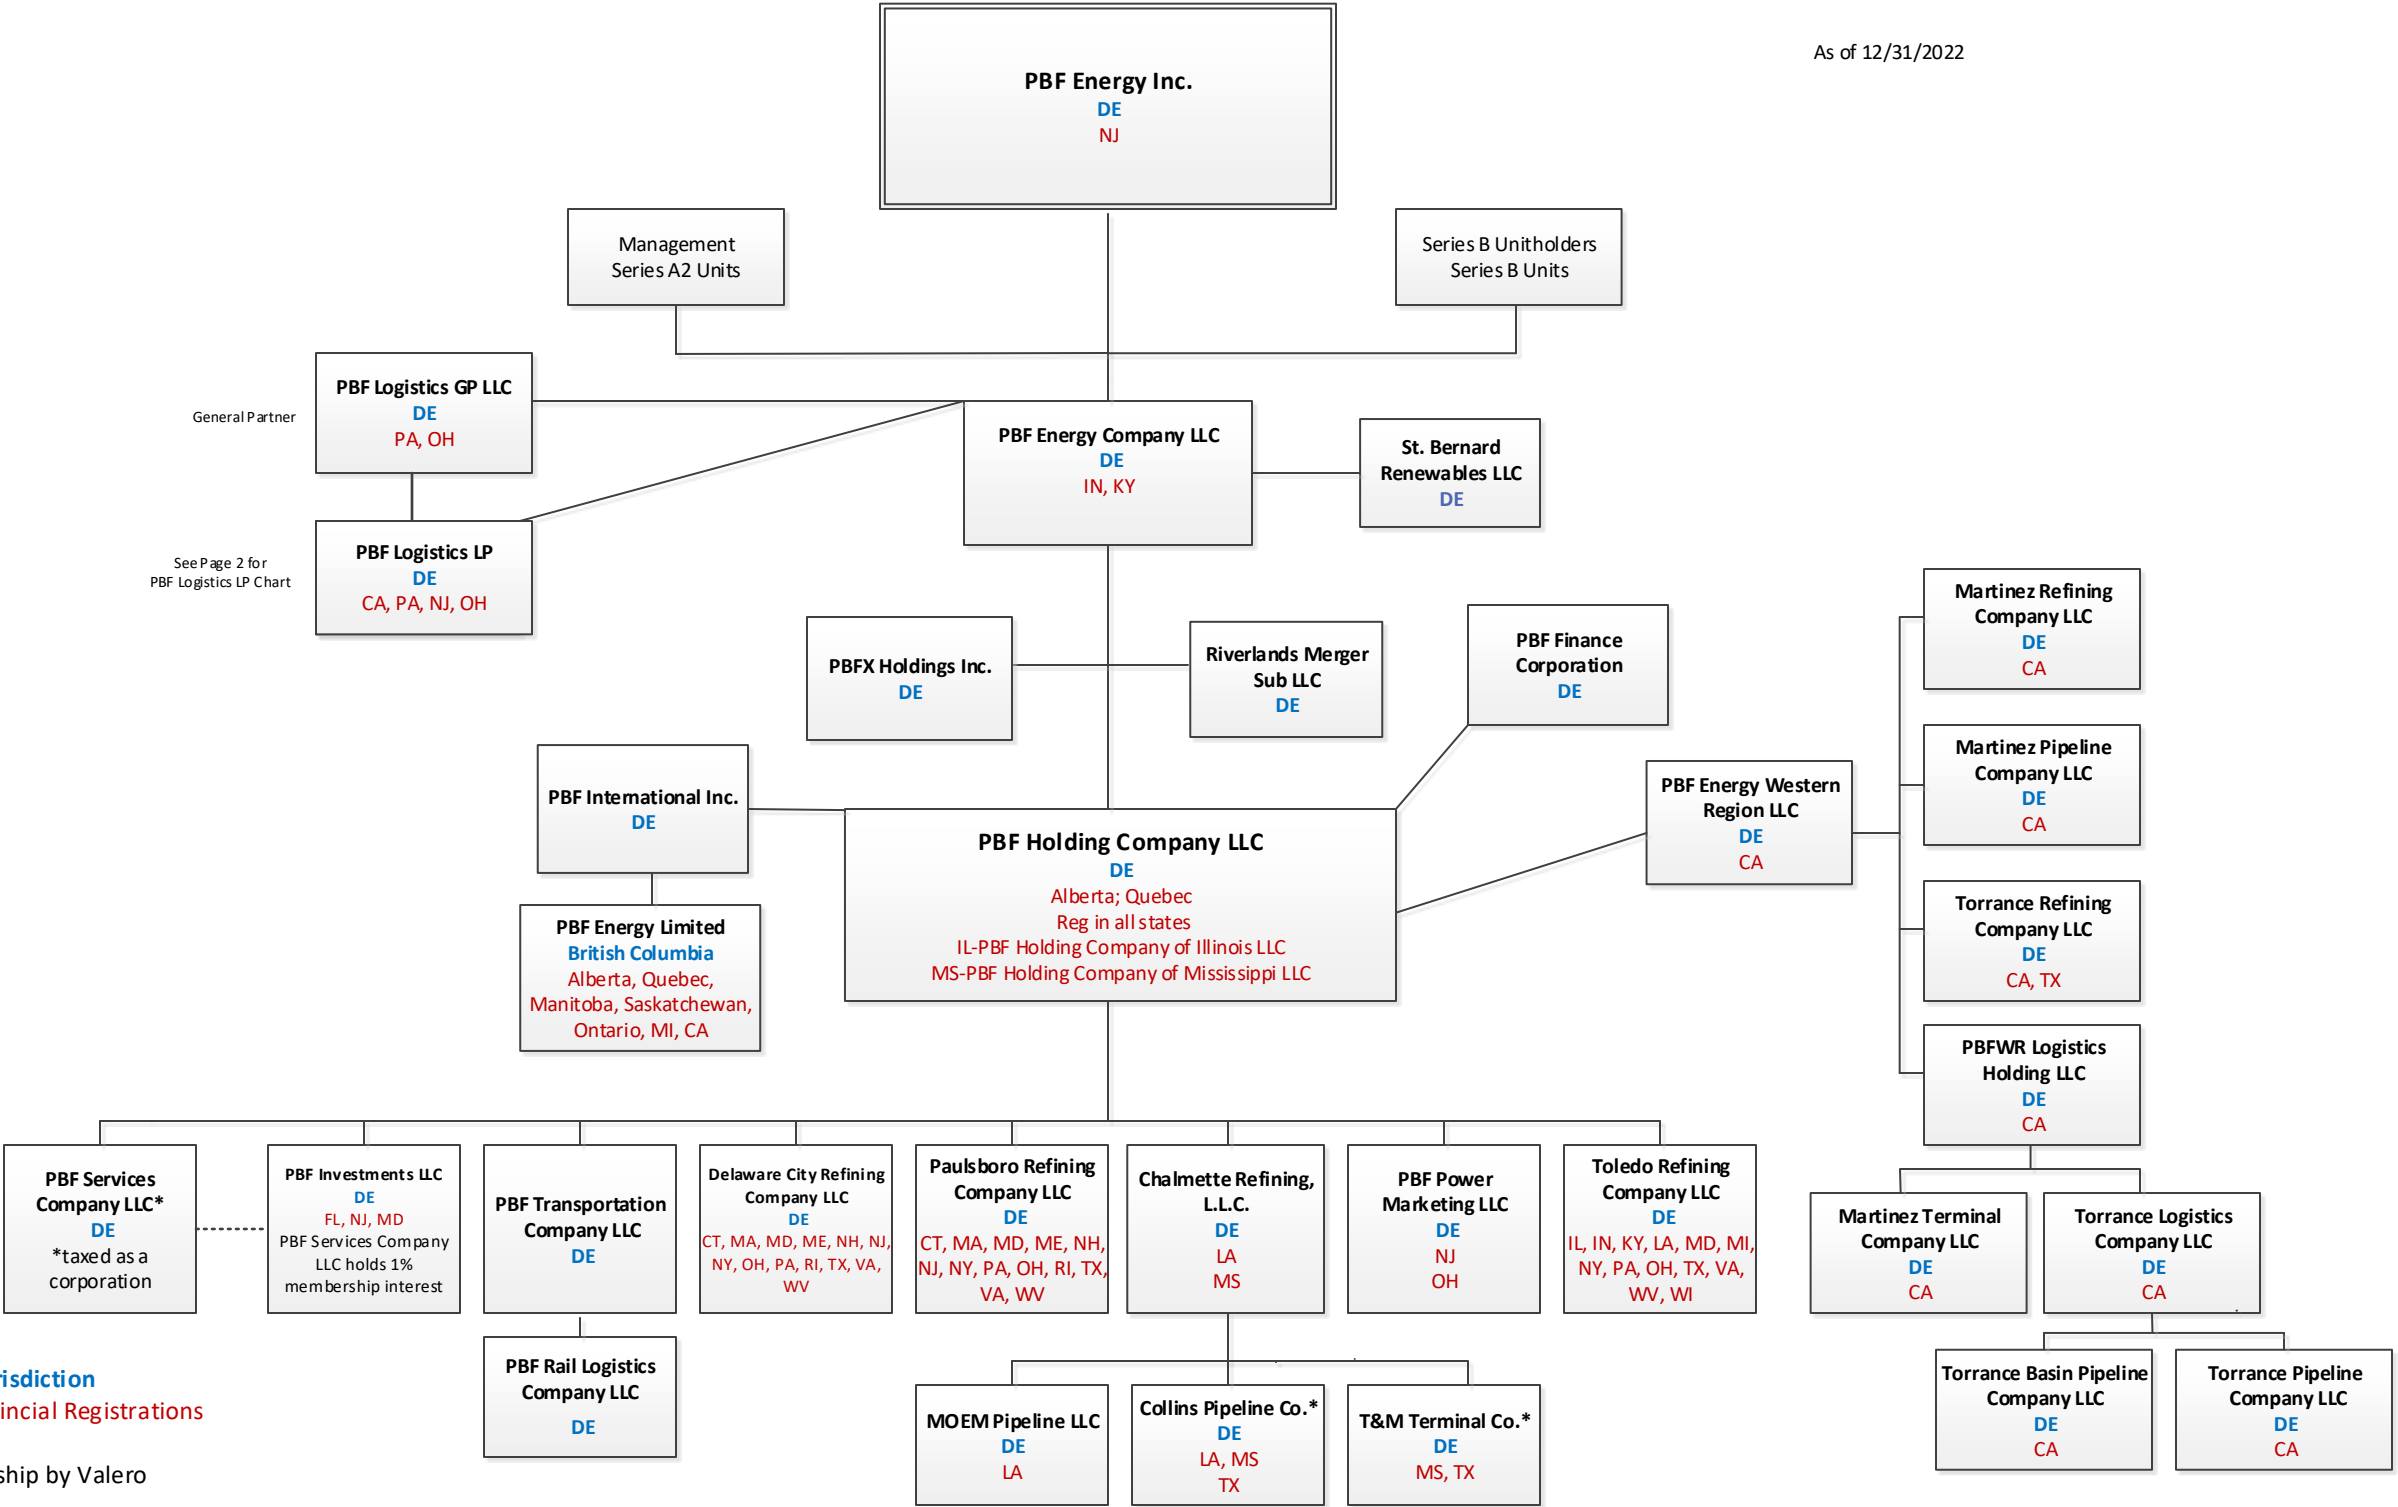 PBF Energy Inc.
DE
NJ
As of 12/31/2022
Management
Series A2 Units
Series B Unitholders
Series B Units
General Partner
PBF Logistics GP LLC
DE
PA, OH
PBF Energy Company LLC
DE
IN, KY
St. Bernard
Renewables LLC
DE
See Page 2 for
PBF Logistics LP Chart
PBF Logistics LP
DE
CA, PA, NJ, OH
PBFX Holdings Inc.
DE
Riverlands Merger
Sub LLC
DE
PBF Finance
Corporation
DE
Martinez Refining
Company LLC
DE
CA
Martinez Pipeline
Company LLC
DE
CA
PBF International Inc.
DE
PBF Energy Western
Region LLC
DE
CA
PBF Holding Company LLC
DE
Alberta; Quebec
Reg in all states
IL-PBF Holding Company of Illinois LLC
MS-PBF Holding Company of Mississippi LLC
PBF Energy Limited
British Columbia
Alberta, Quebec,
Manitoba, Saskatchewan,
Ontario, MI, CA
Torrance Refining
Company LLC
DE
CA, TX
PBFWR Logistics
Holding LLC
DE
CA
PBF Services
Company LLC*
DE
*taxed as a
corporation
PBF Investments LLC
DE
FL, NJ, MD
PBF Services Company
LLC holds 1%
membership interest
PBF Transportation
Company LLC
DE
Delaware City Refining
Company LLC
DE
CT, MA, MD, ME, NH, NJ,
NY, OH, PA, RI, TX, VA,
WV
Paulsboro Refining
Company LLC
DE
CT, MA, MD, ME, NH,
NJ, NY, PA, OH, RI, TX,
VA, WV
Chalmette Refining,
L.L.C.
DE
LA
MS
PBF Power
Marketing LLC
DE
NJ
OH
Toledo Refining
Company LLC
DE
IL, IN, KY, LA, MD, MI,
NY, PA, OH, TX, VA,
WV, WI
Martinez Terminal
Company LLC
DE
CA
Torrance Logistics
Company LLC
DE
CA
PBF Rail Logistics
Company LLC
DE
MOEM Pipeline LLC
DE
LA
Collins Pipeline Co.*
DE
LA, MS
TX
T&M Terminal Co.*
DE
MS, TX
Torrance Basin Pipeline
Company LLC
DE
CA
Torrance Pipeline
Company LLC
DE
CA
risdiction
incial Registrations
ship by Valero